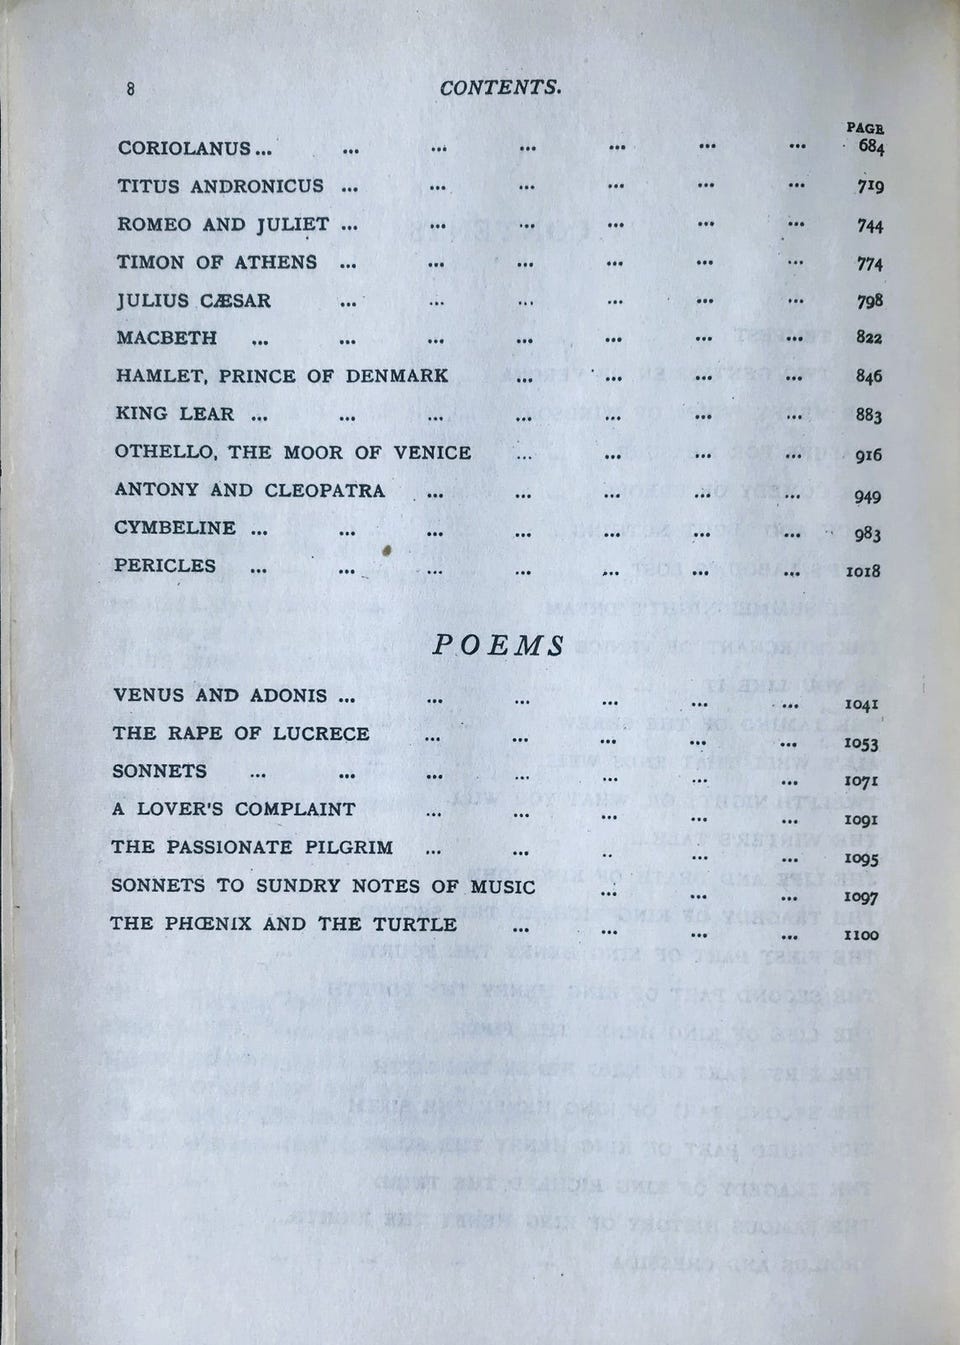 8 CONTENTS.
PAGE
CORIOLANUS... ... ... ... ... ... ... 684
TITUS ANDRONICUS ... ... ... ... ... ... 719
ROMEO AND JULIET ... ... ... ... ... ... 744
TIMON OF ATHENS ... ... ... ... ... ... 774
JULIUS CÆSAR ... ... ... ... ... ... 798
MACBETH ... ... ... ... ... ... ... 822
HAMLET, PRINCE OF DENMARK ... ... ... ... 846
KING LEAR ... ... ... ... ... ... ... 883
OTHELLO, THE MOOR OF VENICE ... ... ... ... 916
ANTONY AND CLEOPATRA ... ... ... ... ... 949
CYMBELINE ... ... ... ... ... ... ... 983
PERICLES ... ... ... ... ... ... ... 1018
POEMS
VENUS AND ADONIS ... ... ... ... ... ... 1041
THE RAPE OF LUCRECE ... ... ... ... ... 1053
SONNETS ... ... ... ... ... ... ... 1071
A LOVER'S COMPLAINT ... ... ... ... ... 1091
THE PASSIONATE PILGRIM ... ... .. ... ... 1095
SONNETS TO SUNDRY NOTES OF MUSIC ... ... ... 1097
THE PHŒNIX AND THE TURTLE ... ... ... ... 1100